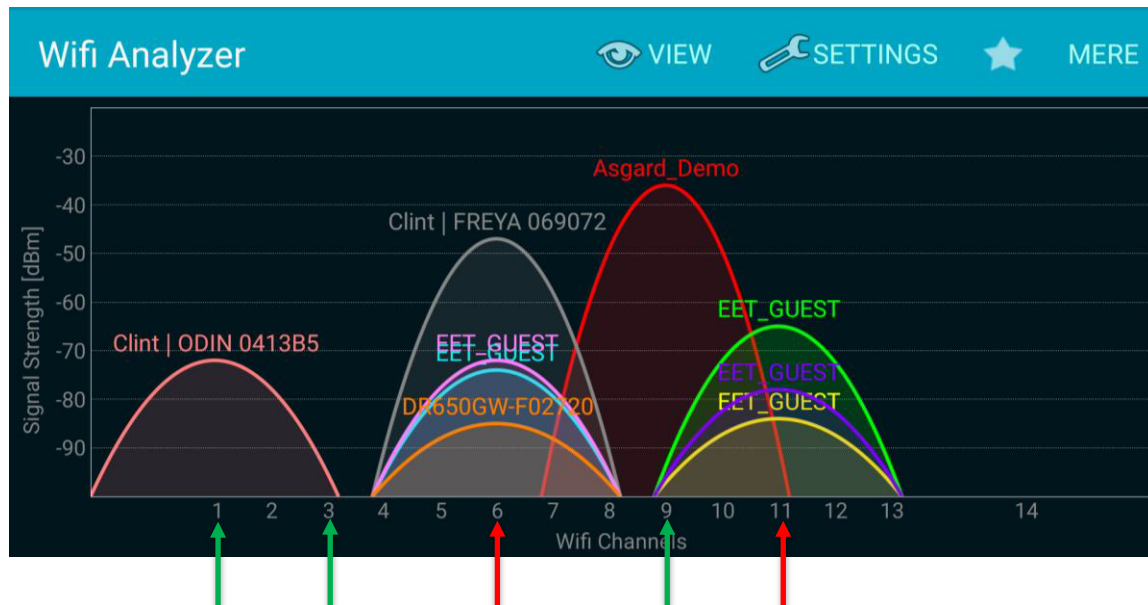 Wifi Analyzer VIEW SETTINGS MERE
Signal Strength [dBm]
-30
-40
-50
-60
-70
-80
-90
Asgard_Demo
Clint | FREYA 069072
EET_GUEST
Clint | ODIN 0413B5
EET_GUEST
EET_GUEST
EET_GUEST
DR650GW-F02720
EET_GUEST
1 2 3 4 5 6 7 8 9 10 11 12 13 14
Wifi Channels